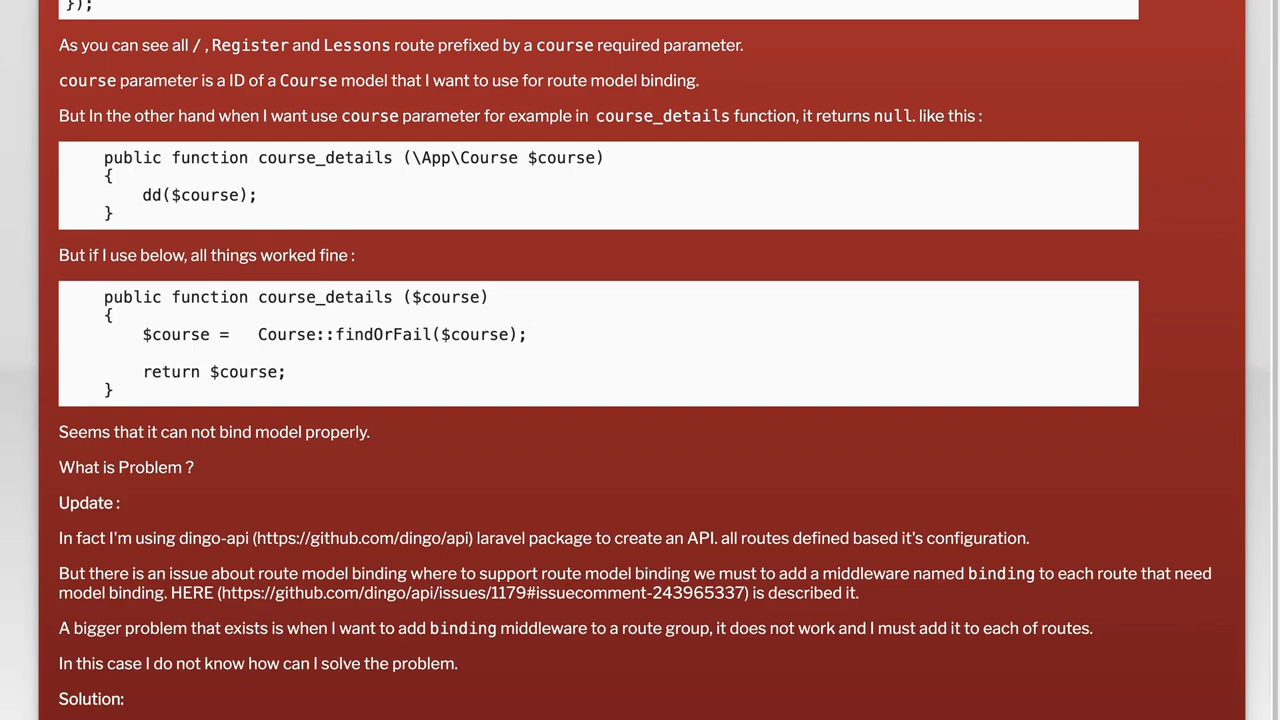 });
As you can see all / , Register and Lessons route prefixed by a course required parameter.
course parameter is a ID of a Course model that I want to use for route model binding.
But In the other hand when I want use course parameter for example in course_details function, it returns null. like this :
public function course_details (\App\Course $course)
{
dd($course);
}
But if I use below, all things worked fine :
public function course_details ($course)
{
$course =   Course::findOrFail($course);
return $course;
}
Seems that it can not bind model properly.
What is Problem ?
Update :
In fact I'm using dingo-api (https://github.com/dingo/api) laravel package to create an API. all routes defined based it's configuration.
But there is an issue about route model binding where to support route model binding we must to add a middleware named binding to each route that need
model binding. HERE (https://github.com/dingo/api/issues/1179#issuecomment-243965337) is described it.
A bigger problem that exists is when I want to add binding middleware to a route group, it does not work and I must add it to each of routes.
In this case I do not know how can I solve the problem.
Solution: